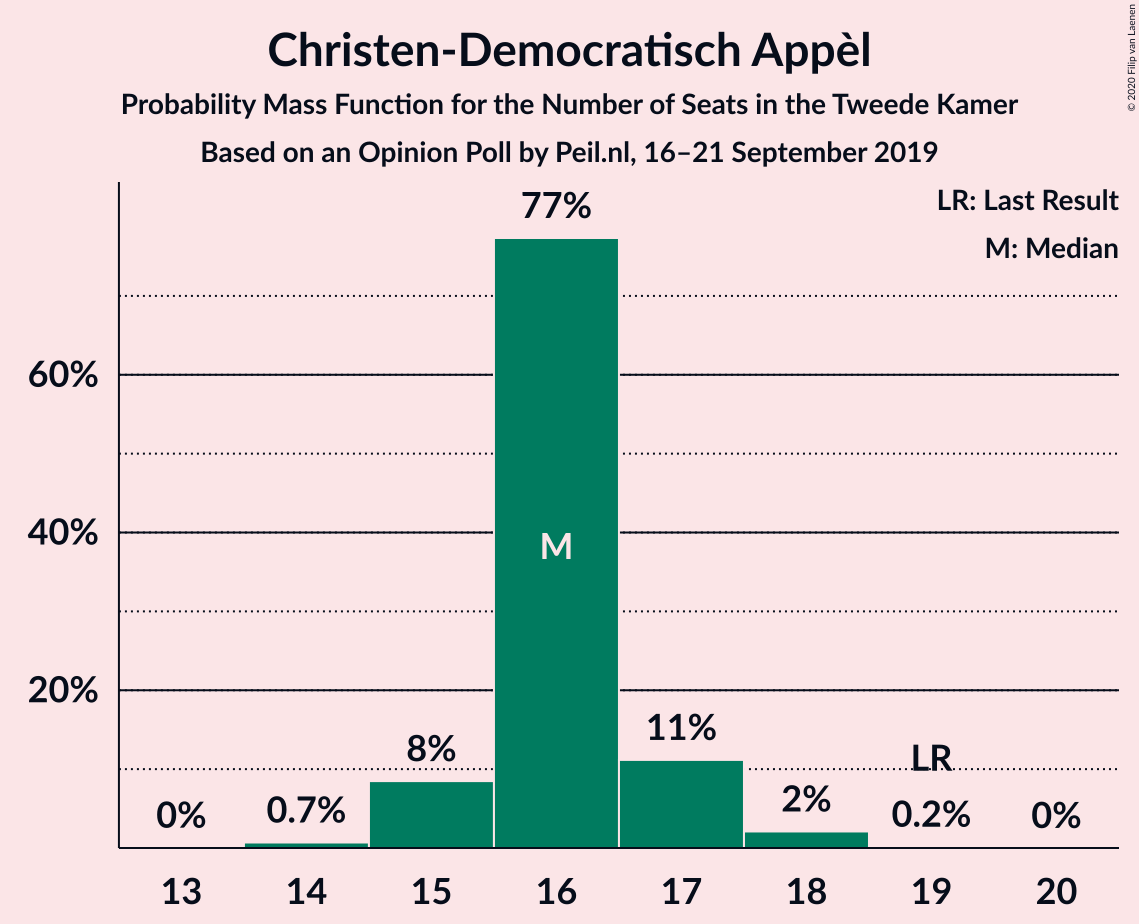 Christen-Democratisch Appèl
Probability Mass Function for the Number of Seats in the Tweede Kamer
Based on an Opinion Poll by Peil.nl, 16–21 September 2019
© 2020 Filip van Laenen
LR: Last Result
M: Median
77%
60%
40%
20%
M
0%
0.7%
8%
11%
2%
LR
0.2%
0%
13 14 15 16 17 18 19 20